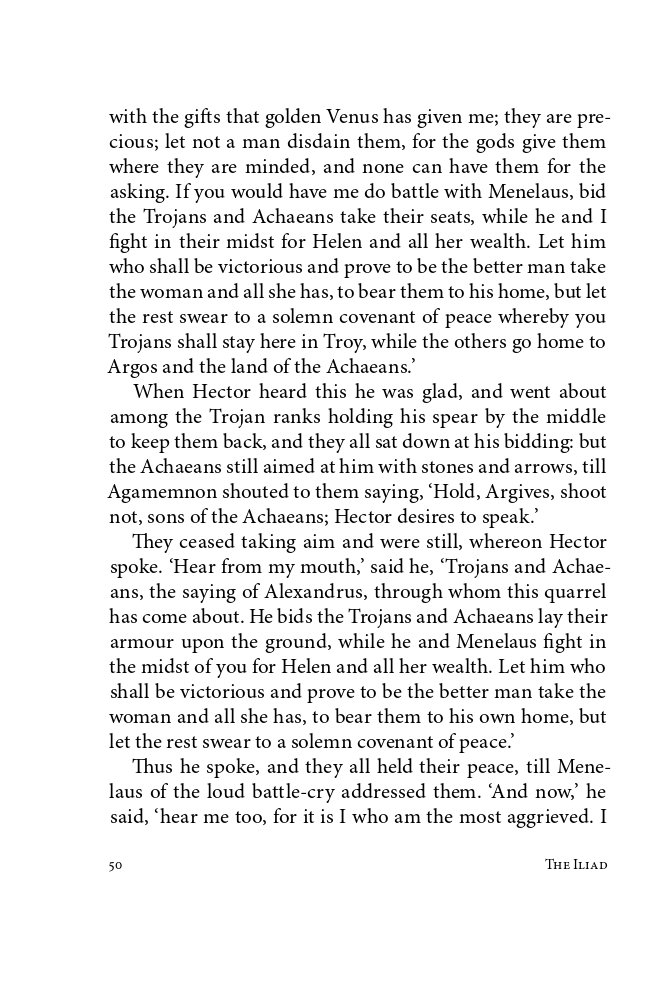 with the gifts that golden Venus has given me; they are pre-
cious; let not a man disdain them, for the gods give them
where they are minded, and none can have them for the
asking. If you would have me do battle with Menelaus, bid
the Trojans and Achaeans take their seats, while he and I
fight in their midst for Helen and all her wealth. Let him
who shall be victorious and prove to be the better man take
the woman and all she has, to bear them to his home, but let
the rest swear to a solemn covenant of peace whereby you
Trojans shall stay here in Troy, while the others go home to
Argos and the land of the Achaeans.’
When Hector heard this he was glad, and went about
among the Trojan ranks holding his spear by the middle
to keep them back, and they all sat down at his bidding: but
the Achaeans still aimed at him with stones and arrows, till
Agamemnon shouted to them saying, ‘Hold, Argives, shoot
not, sons of the Achaeans; Hector desires to speak.’
They ceased taking aim and were still, whereon Hector
spoke. ‘Hear from my mouth,’ said he, ‘Trojans and Achae-
ans, the saying of Alexandrus, through whom this quarrel
has come about. He bids the Trojans and Achaeans lay their
armour upon the ground, while he and Menelaus fight in
the midst of you for Helen and all her wealth. Let him who
shall be victorious and prove to be the better man take the
woman and all she has, to bear them to his own home, but
let the rest swear to a solemn covenant of peace.’
Thus he spoke, and they all held their peace, till Mene-
laus of the loud battle-cry addressed them. ‘And now,’ he
said, ‘hear me too, for it is I who am the most aggrieved. I
50 The Iliad